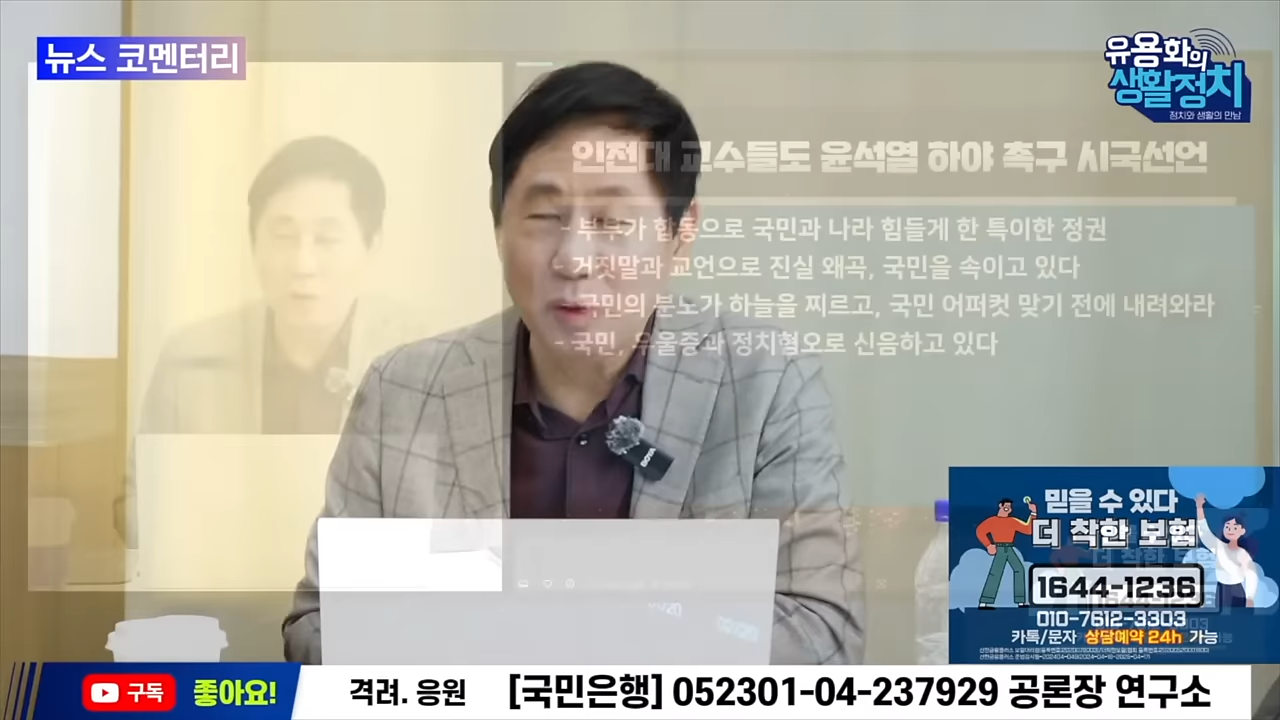 뉴스 코멘터리
유용화의
생활정치
정치와 생활의 만남
인천대 교수들도 윤석열 하야 촉구 시국선언
- 부부가 합동으로 국민과 나라 힘들게 한 특이한 정권
- 거짓말과 교언으로 진실 왜곡, 국민을 속이고 있다
- 국민의 분노가 하늘을 찌르고, 국민 어퍼컷 맞기 전에 내려와라
- 국민, 우울증과 정치혐오로 신음하고 있다
BOYA
믿을 수 있다
더 착한 보험
1644-1236
010-7612-3303
카톡/문자 상담예약 24h 가능
구독
좋아요!
격려. 응원
[국민은행] 052301-04-237929 공론장 연구소